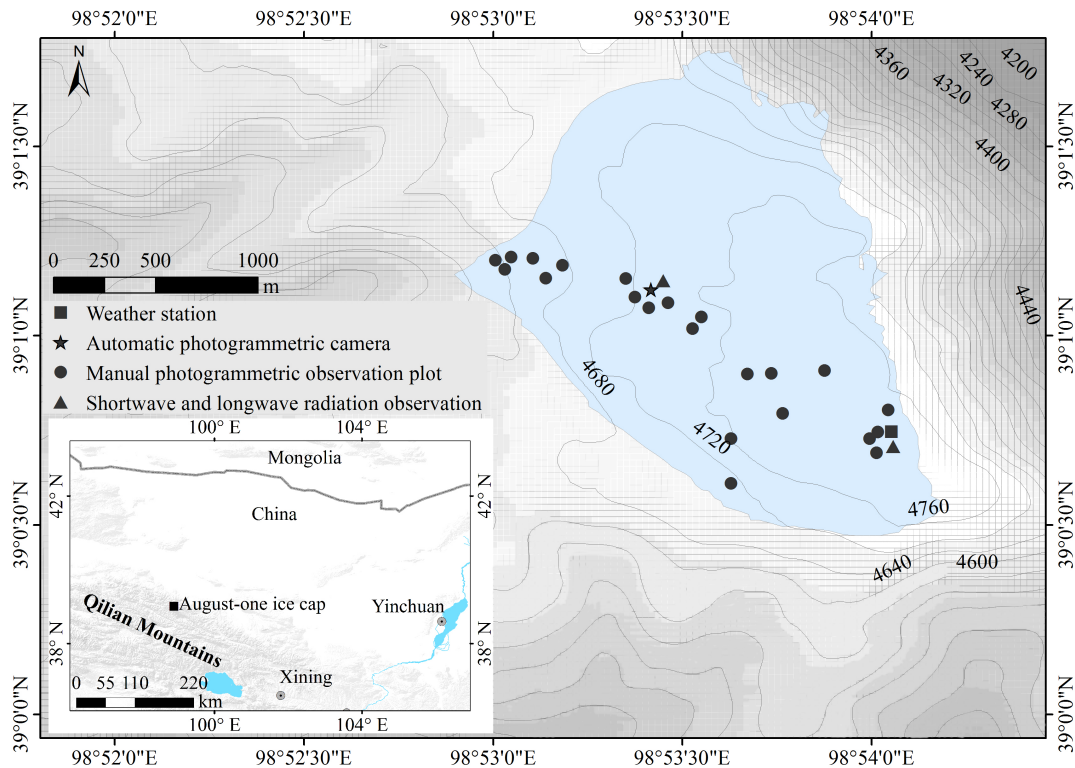 98°52'0"E 98°52'30"E 98°53'0"E 98°53'30"E 98°54'0"E
N
4360
4240
4200
4320
4280
4400
39°1'30"N
39°1'30"N
0 250 500 1000
m
4440
Weather station
Automatic photogrammetric camera
Manual photogrammetric observation plot
Shortwave and longwave radiation observation
39°1'0"N
39°1'0"N
4680
4720
4760
4640
4600
100° E 104° E
Mongolia
42° N
42° N
China
August-one ice cap
Yinchuan
Qilian Mountains
38° N
38° N
Xining
0 55 110 220
km
100° E 104° E
39°0'30"N
39°0'30"N
39°0'0"N
39°0'0"N
98°52'0"E 98°52'30"E 98°53'0"E 98°53'30"E 98°54'0"E